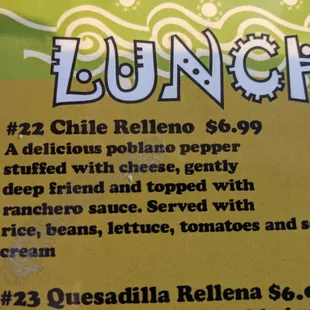 LUNCH
#22 Chile Relleno $6.99
A delicious poblano pepper
stuffed with cheese, gently
deep friend and topped with
ranchero sauce. Served with
rice, beans, lettuce, tomatoes and
cream
#23 Quesadilla Rellena